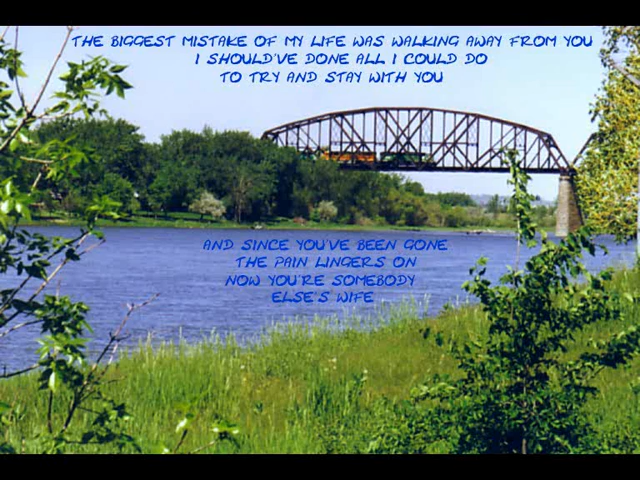 THE BIGGEST MISTAKE OF MY LIFE WAS WALKING AWAY FROM YOU
I SHOULD'VE DONE ALL I COULD DO
TO TRY AND STAY WITH YOU
AND SINCE YOU'VE BEEN GONE
THE PAIN LINGERS ON
NOW YOU'RE SOMEBODY
ELSE'S WIFE